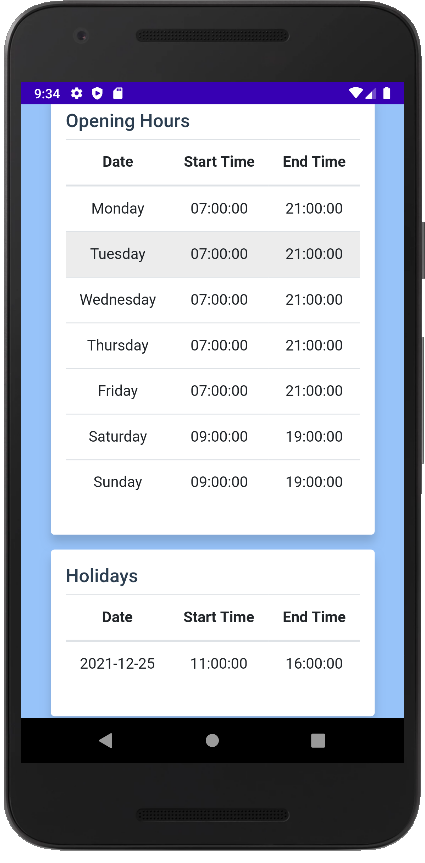 9:34
Opening Hours
Date Start Time End Time
Monday 07:00:00 21:00:00
Tuesday 07:00:00 21:00:00
Wednesday 07:00:00 21:00:00
Thursday 07:00:00 21:00:00
Friday 07:00:00 21:00:00
Saturday 09:00:00 19:00:00
Sunday 09:00:00 19:00:00
Holidays
Date Start Time End Time
2021-12-25 11:00:00 16:00:00